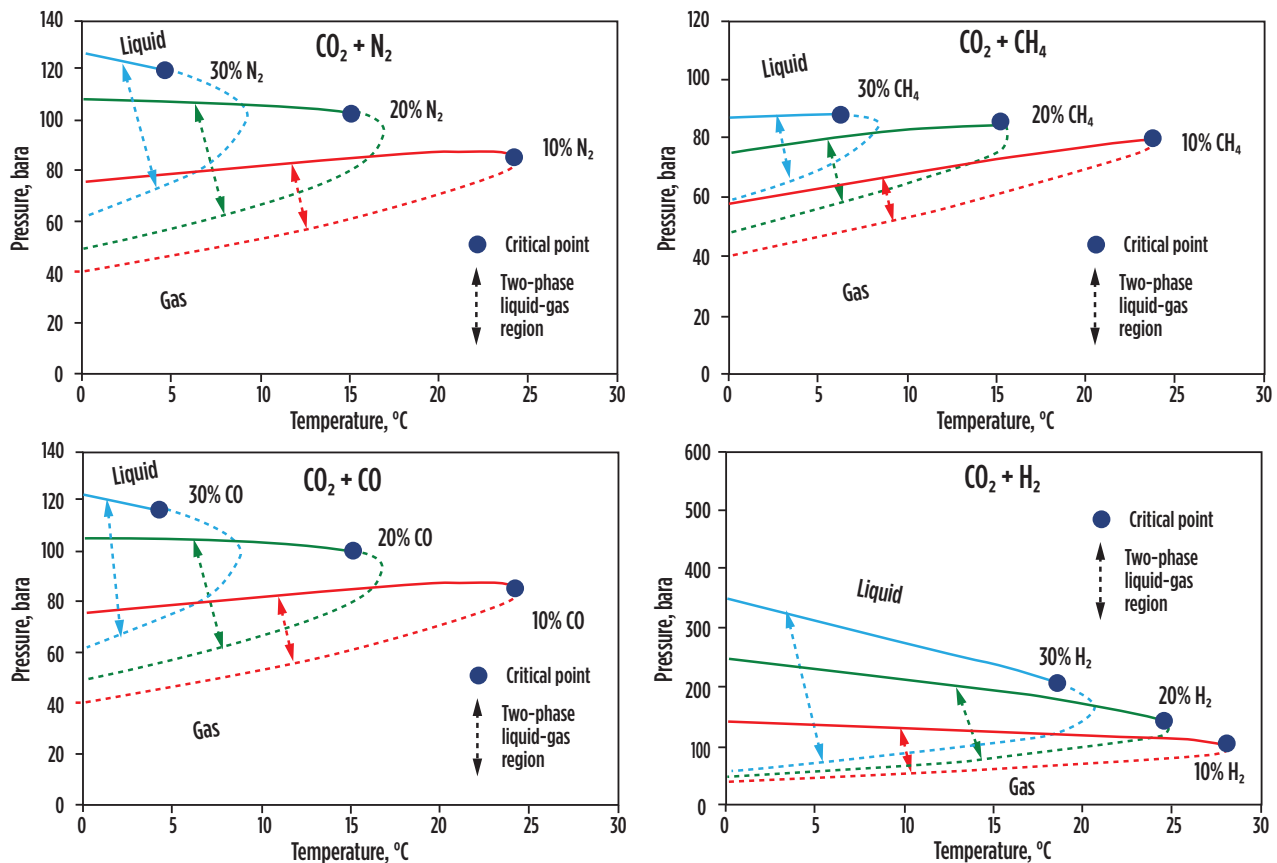 CO₂ + N₂
Pressure, bara
140
120
100
80
60
40
20
0
Liquid
30% N₂
20% N₂
10% N₂
Critical point
Two-phase
liquid-gas
region
Gas
0 5 10 15 20 25 30
Temperature, ºC
CO₂ + CH₄
Pressure, bara
120
100
80
60
40
20
0
Liquid
30% CH₄
20% CH₄
10% CH₄
Critical point
Two-phase
liquid-gas
region
Gas
0 5 10 15 20 25 30
Temperature, ºC
CO₂ + CO
Pressure, bara
140
120
100
80
60
40
20
0
Liquid
30% CO
20% CO
10% CO
Critical point
Two-phase
liquid-gas
region
Gas
0 5 10 15 20 25 30
Temperature, ºC
CO₂ + H₂
Pressure, bara
600
500
400
300
200
100
0
Critical point
Two-phase
liquid-gas
region
Liquid
30% H₂
20% H₂
10% H₂
Gas
0 5 10 15 20 25 30
Temperature, ºC